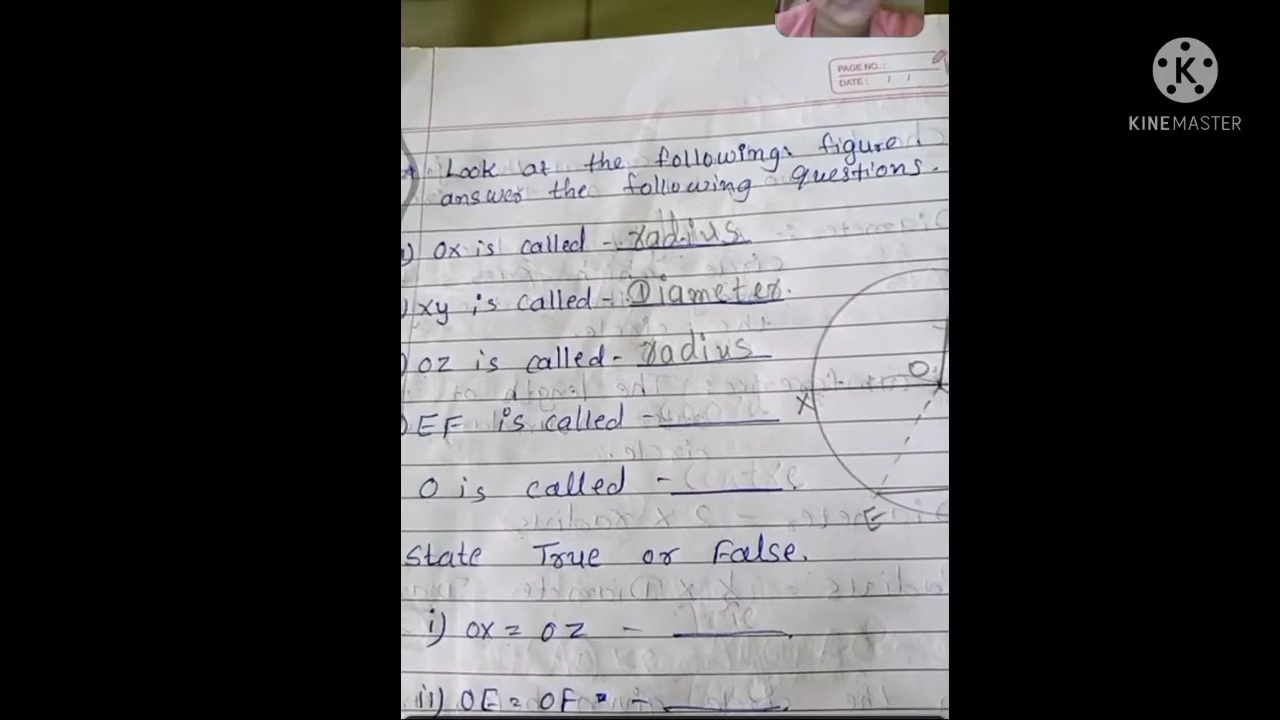 PAGE NO.:
DATE: / /
KINEMASTER
Look at the following figure
answer the following questions.
) OX is called - radius
) xy is called - Diameter.
) OZ is called - radius
) EF is called -
O is called -
O
X
E
State True or False.
i) OX = OZ - True
ii) OE = OF -